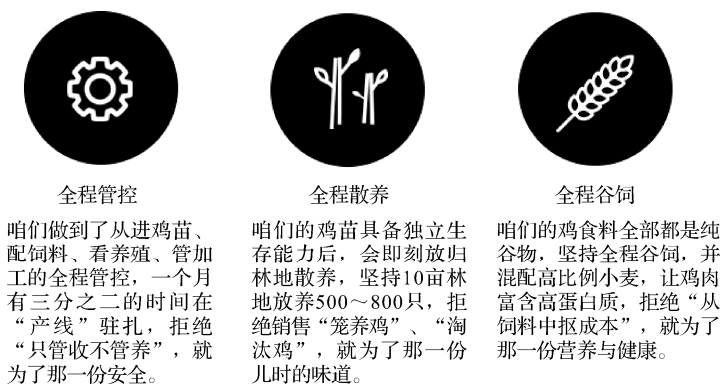 全程管控
咱们做到了从进鸡苗、
配饲料、看养殖、管加
工的全程管控，一个月
有三分之二的时间在
“产线”驻扎，拒绝
“只管收不管养”，就
为了那一份安全。
全程散养
咱们的鸡苗具备独立生
存能力后，会即刻放归
林地散养，坚持10亩林
地放养500～800只，拒
绝销售“笼养鸡”、“淘
汰鸡”，就为了那一份
儿时的味道。
全程谷饲
咱们的鸡食料全部都是纯
谷物，坚持全程谷饲，并
混配高比例小麦，让鸡肉
富含高蛋白质，拒绝“从
饲料中抠成本”，就为了
那一份营养与健康。